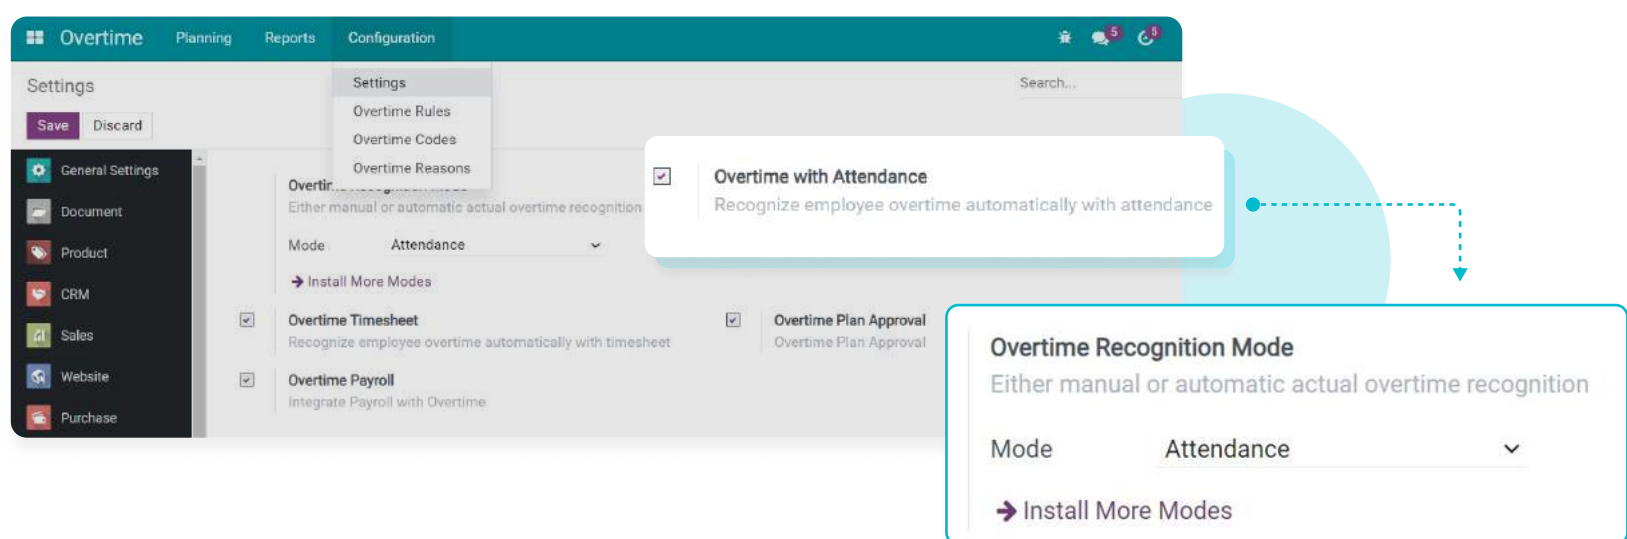 Overtime Planning Reports Configuration 5 5
Settings
Search...
Save Discard
Settings
Overtime Rules
Overtime Codes
Overtime Reasons
General Settings
Document
Product
CRM
Sales
Website
Purchase
Overtime Recognition Mode
Either manual or automatic actual overtime recognition
Mode Attendance
Install More Modes
Overtime Timesheet
Recognize employee overtime automatically with timesheet
Overtime Plan Approval
Overtime Plan Approval
Overtime Payroll
Integrate Payroll with Overtime
Overtime with Attendance
Recognize employee overtime automatically with attendance
Overtime Recognition Mode
Either manual or automatic actual overtime recognition
Mode Attendance
Install More Modes